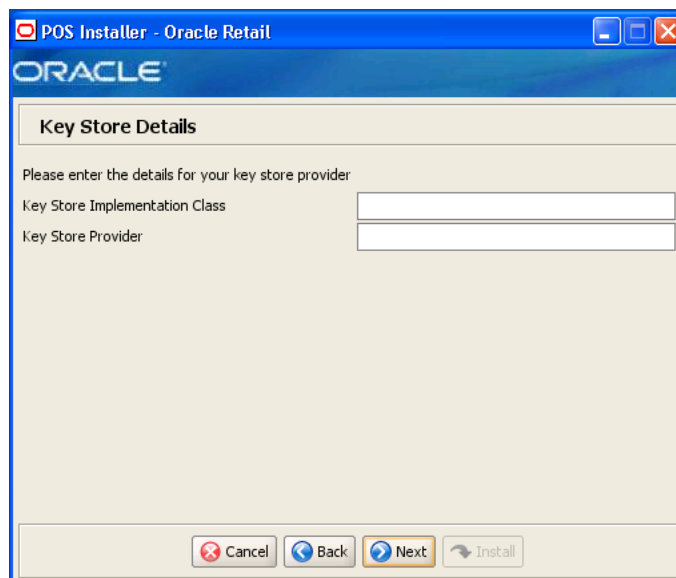 POS Installer - Oracle Retail
ORACLE
Key Store Details
Please enter the details for your key store provider
Key Store Implementation Class
Key Store Provider
Cancel Back Next Install